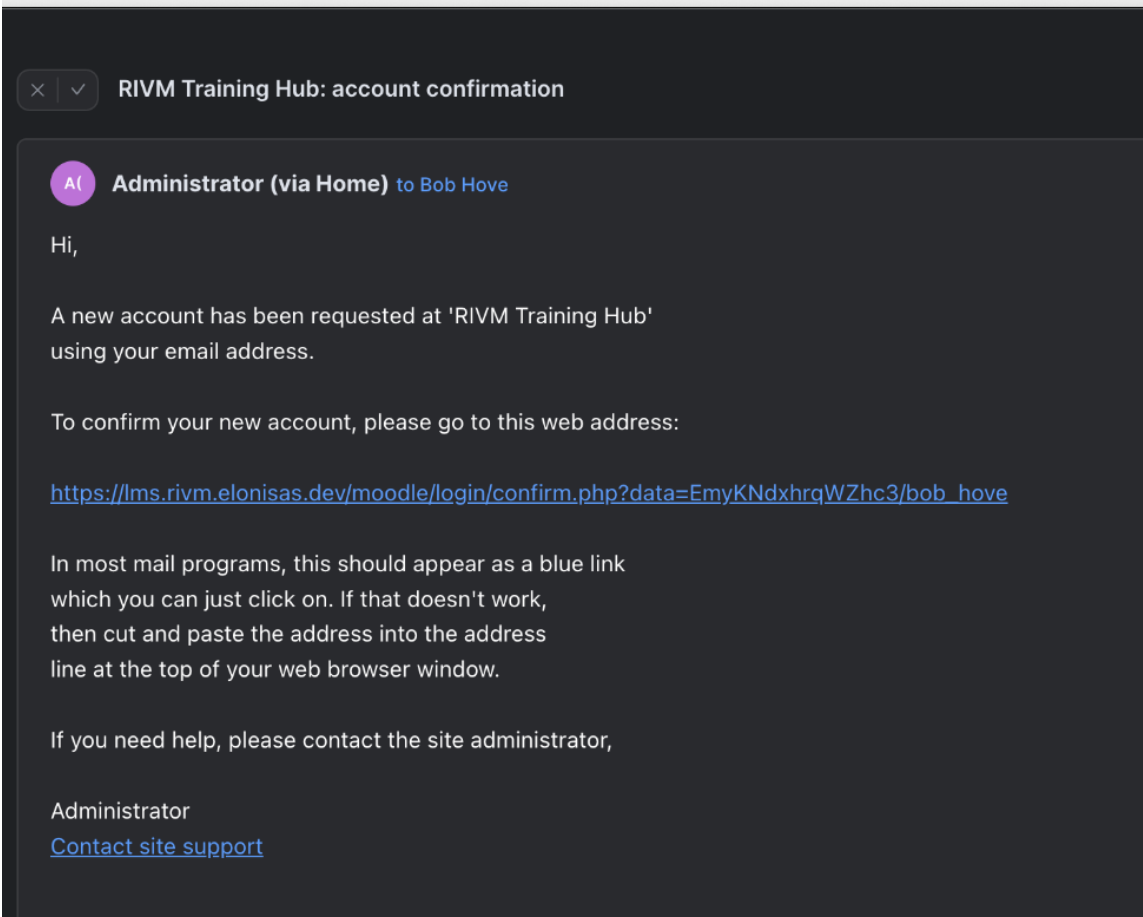 RIVM Training Hub: account confirmation
A(
Administrator (via Home) to Bob Hove
Hi,
A new account has been requested at 'RIVM Training Hub'
using your email address.
To confirm your new account, please go to this web address:
https://lms.rivm.elonisas.dev/moodle/login/confirm.php?data=EmyKNdxhrqWZhc3/bob_hove
In most mail programs, this should appear as a blue link
which you can just click on. If that doesn't work,
then cut and paste the address into the address
line at the top of your web browser window.
If you need help, please contact the site administrator,
Administrator
Contact site support